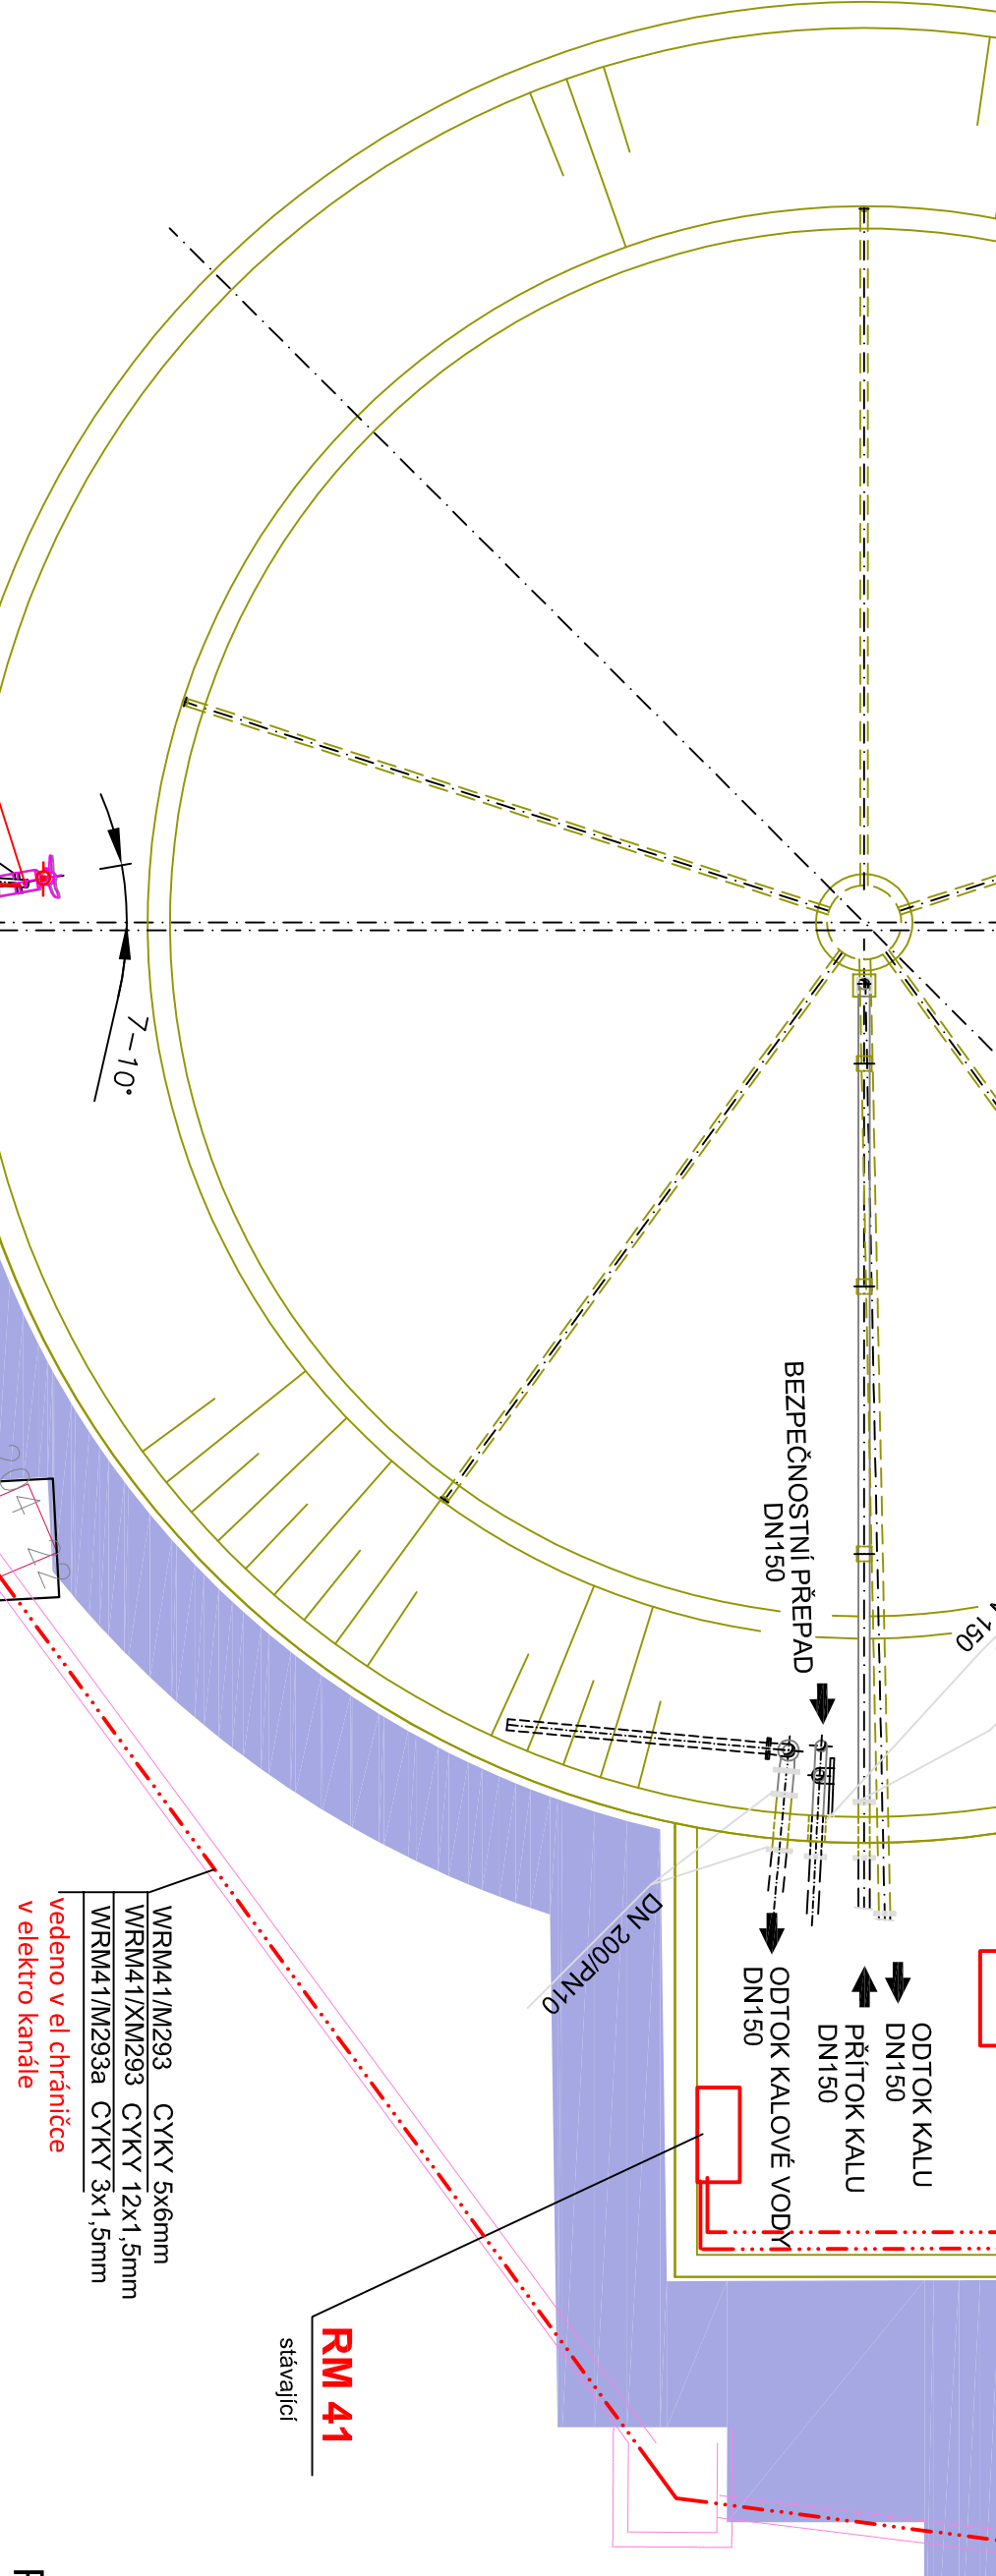 7–10°
BEZPEČNOSTNÍ PŘEPAD
DN150
150
204
22
DN 200/PN10
ODTOK KALU
DN150
PŘÍTOK KALU
DN150
ODTOK KALOVÉ VODY
DN150
WRM41/M293 CYKY 5x6mm
WRM41/XM293 CYKY 12x1,5mm
WRM41/M293a CYKY 3x1,5mm
vedeno v el chráničce
v elektro kanále
RM 41
stávající